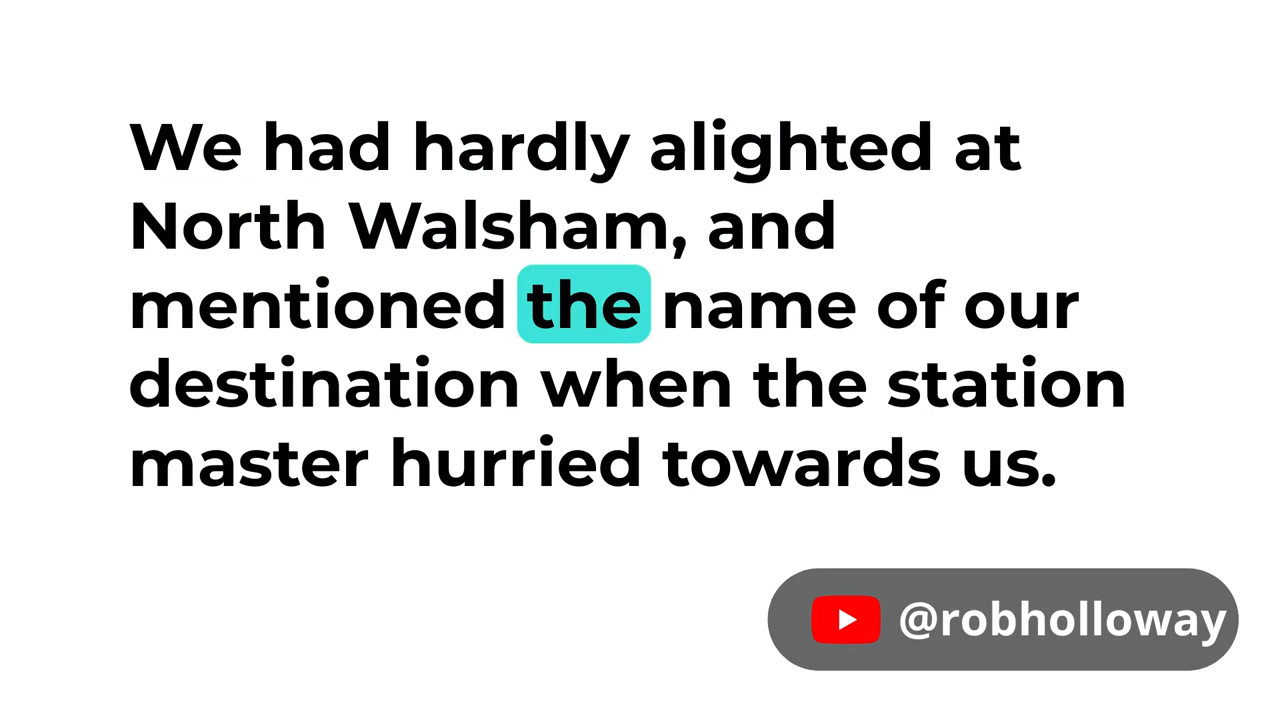 We had hardly alighted at
North Walsham, and
mentioned the name of our
destination when the station
master hurried towards us.
@robholloway